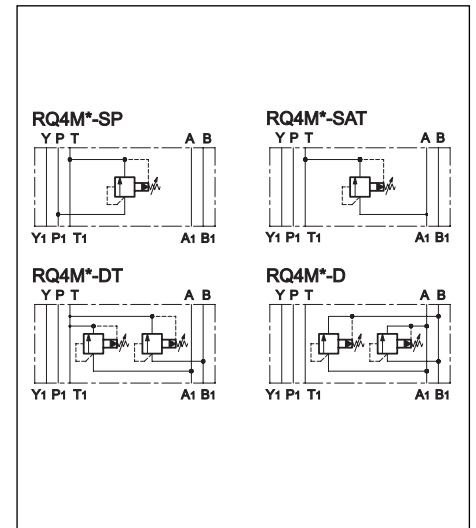 RQ4M*-SP
Y P T A B
Y1 P1 T1 A1 B1
RQ4M*-SAT
Y P T A B
Y1 P1 T1 A1 B1
RQ4M*-DT
Y P T A B
Y1 P1 T1 A1 B1
RQ4M*-D
Y P T A B
Y1 P1 T1 A1 B1